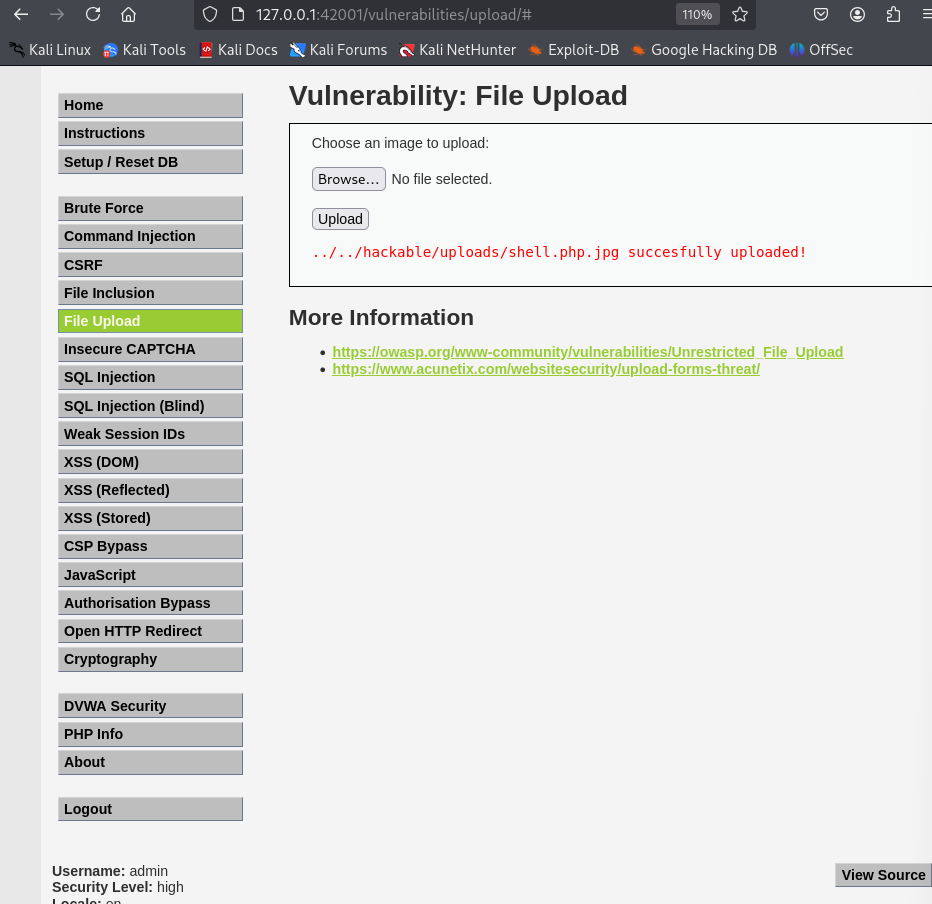 127.0.0.1:42001/vulnerabilities/upload/#
110%
Kali Linux Kali Tools Kali Docs Kali Forums Kali NetHunter Exploit-DB Google Hacking DB OffSec
Home
Instructions
Setup / Reset DB
Brute Force
Command Injection
CSRF
File Inclusion
File Upload
Insecure CAPTCHA
SQL Injection
SQL Injection (Blind)
Weak Session IDs
XSS (DOM)
XSS (Reflected)
XSS (Stored)
CSP Bypass
JavaScript
Authorisation Bypass
Open HTTP Redirect
Cryptography
DVWA Security
PHP Info
About
Logout
Vulnerability: File Upload
Choose an image to upload:
Browse... No file selected.
Upload
../../hackable/uploads/shell.php.jpg succesfully uploaded!
More Information
https://owasp.org/www-community/vulnerabilities/Unrestricted_File_Upload
https://www.acunetix.com/websitesecurity/upload-forms-threat/
Username: admin
Security Level: high
Locale: en
View Source